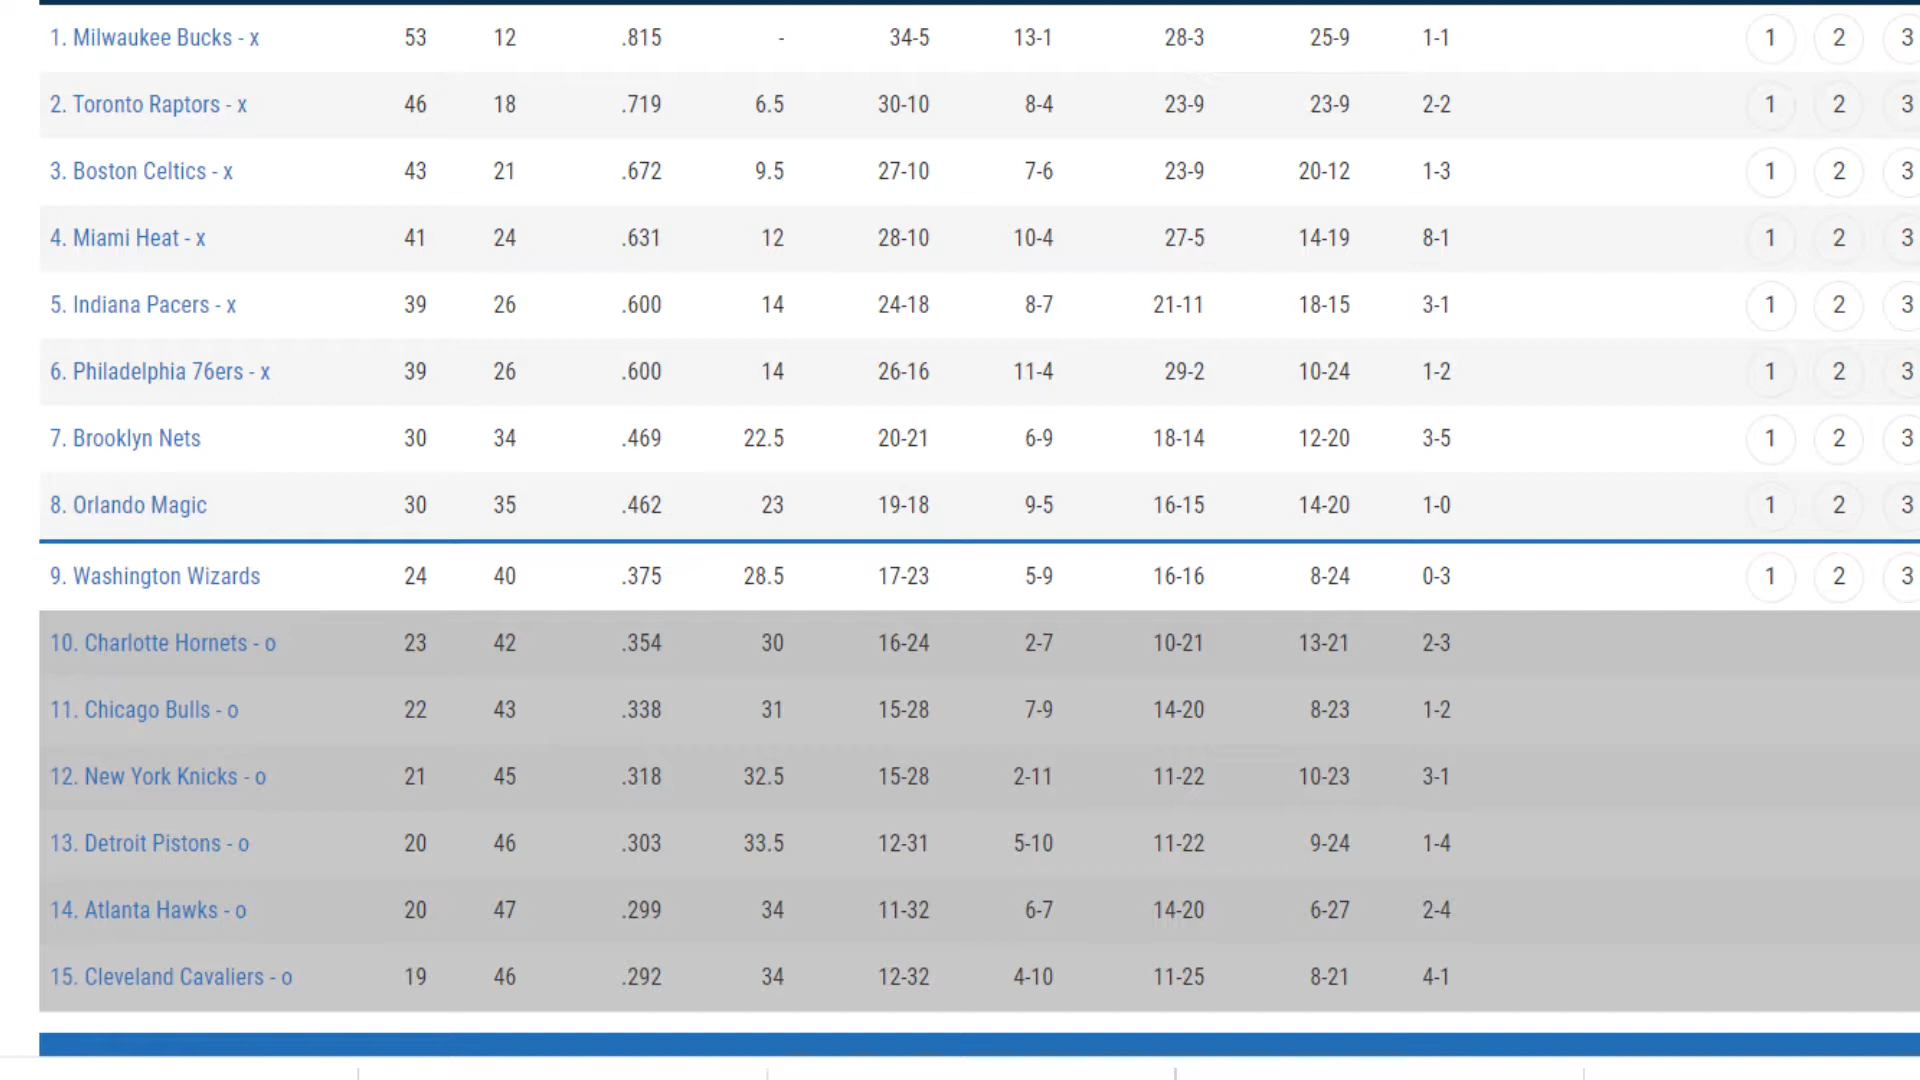 1. Milwaukee Bucks - x 53 12 .815 - 34-5 13-1 28-3 25-9 1-1 1 2 3
2. Toronto Raptors - x 46 18 .719 6.5 30-10 8-4 23-9 23-9 2-2 1 2 3
3. Boston Celtics - x 43 21 .672 9.5 27-10 7-6 23-9 20-12 1-3 1 2 3
4. Miami Heat - x 41 24 .631 12 28-10 10-4 27-5 14-19 8-1 1 2 3
5. Indiana Pacers - x 39 26 .600 14 24-18 8-7 21-11 18-15 3-1 1 2 3
6. Philadelphia 76ers - x 39 26 .600 14 26-16 11-4 29-2 10-24 1-2 1 2 3
7. Brooklyn Nets 30 34 .469 22.5 20-21 6-9 18-14 12-20 3-5 1 2 3
8. Orlando Magic 30 35 .462 23 19-18 9-5 16-15 14-20 1-0 1 2 3
9. Washington Wizards 24 40 .375 28.5 17-23 5-9 16-16 8-24 0-3 1 2 3
10. Charlotte Hornets - o 23 42 .354 30 16-24 2-7 10-21 13-21 2-3
11. Chicago Bulls - o 22 43 .338 31 15-28 7-9 14-20 8-23 1-2
12. New York Knicks - o 21 45 .318 32.5 15-28 2-11 11-22 10-23 3-1
13. Detroit Pistons - o 20 46 .303 33.5 12-31 5-10 11-22 9-24 1-4
14. Atlanta Hawks - o 20 47 .299 34 11-32 6-7 14-20 6-27 2-4
15. Cleveland Cavaliers - o 19 46 .292 34 12-32 4-10 11-25 8-21 4-1